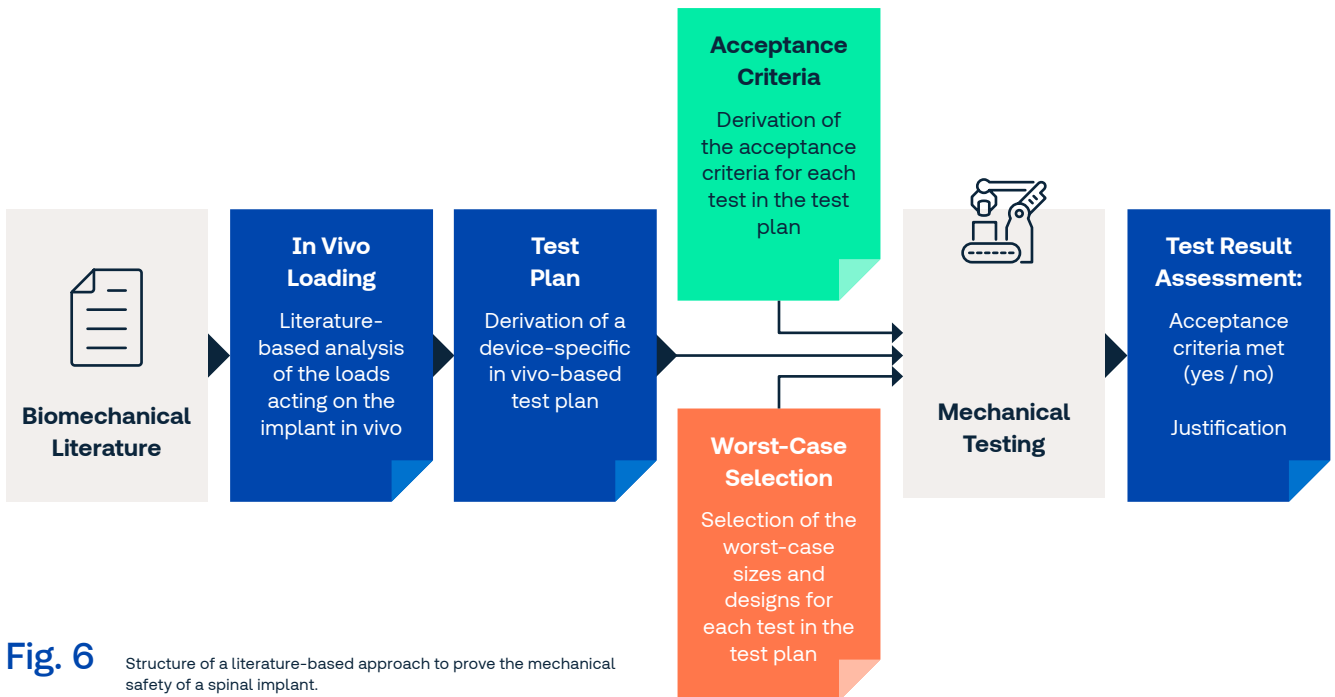 Biomechanical
Literature
In Vivo
Loading
Literature-
based analysis
of the loads
acting on the
implant in vivo
Test
Plan
Derivation of a
device-specific
in vivo-based
test plan
Acceptance
Criteria
Derivation of
the acceptance
criteria for each
test in the test
plan
Worst-Case
Selection
Selection of the
worst-case
sizes and
designs for
each test in the
test plan
Mechanical
Testing
Test Result
Assessment:
Acceptance
criteria met
(yes / no)
Justification
Fig. 6
Structure of a literature-based approach to prove the mechanical
safety of a spinal implant.